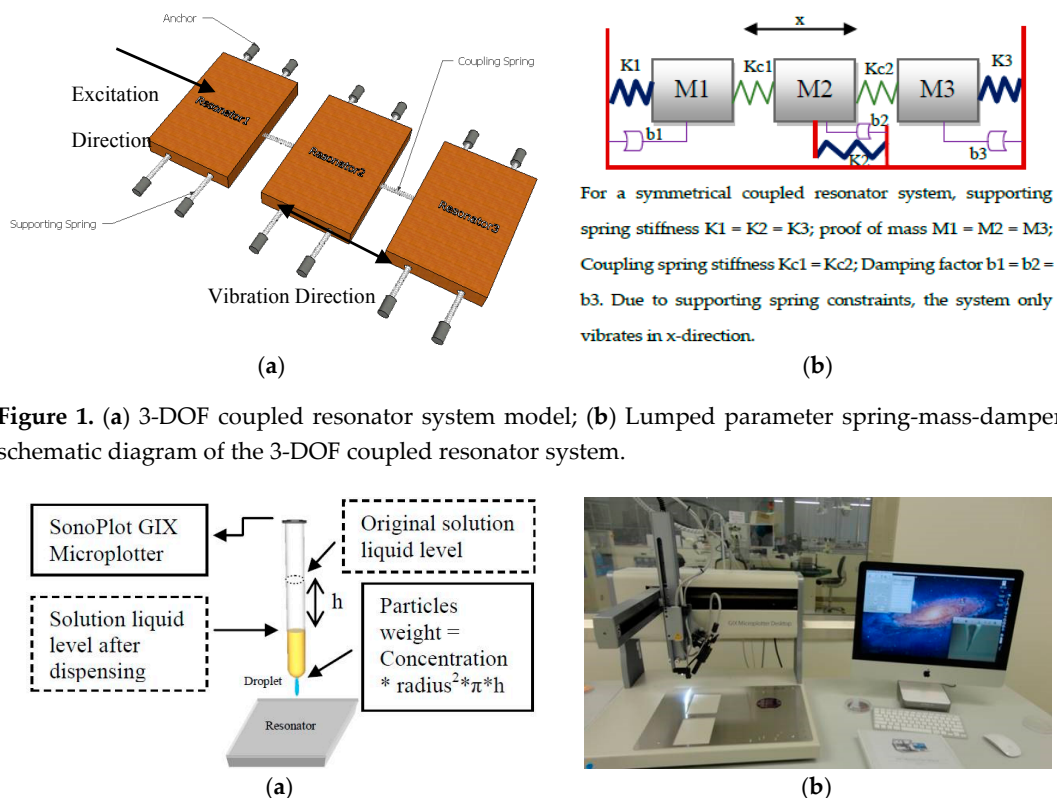 Anchor
Coupling Spring
Excitation
Direction
Resonator1
Resonator2
Resonator3
Supporting Spring
Vibration Direction
(a)
x
K1
Kc1
Kc2
K3
M1
M2
M3
b1
b2
K2
b3
For a symmetrical coupled resonator system, supporting
spring stiffness K1 = K2 = K3; proof of mass M1 = M2 = M3;
Coupling spring stiffness Kc1 = Kc2; Damping factor b1 = b2 =
b3. Due to supporting spring constraints, the system only
vibrates in x-direction.
(b)
Figure 1. (a) 3-DOF coupled resonator system model; (b) Lumped parameter spring-mass-damper
schematic diagram of the 3-DOF coupled resonator system.
SonoPlot GIX
Microplotter
Original solution
liquid level
h
Solution liquid
level after
dispensing
Particles
weight =
Concentration
* radius²*π*h
Droplet
Resonator
(a)
GIX Microplotter Desktop
(b)